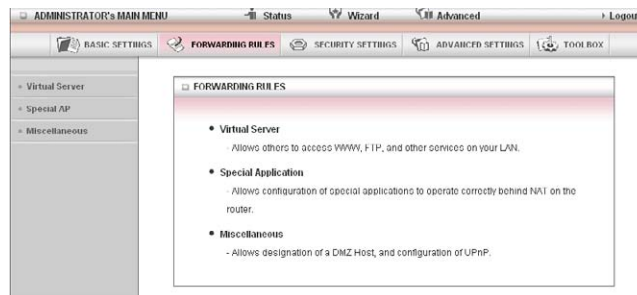 ADMINISTRATOR's MAIN MENU Status Wizard Advanced Logou
BASIC SETTINGS FORWARDING RULES SECURITY SETTINGS ADVANCED SETTINGS TOOLBOX
Virtual Server
Special AP
Miscellaneous
FORWARDING RULES
• Virtual Server
- Allows others to access WWW, FTP, and other services on your LAN.
• Special Application
- Allows configuration of special applications to operate correctly behind NAT on the
router.
• Miscellaneous
- Allows designation of a DMZ Host, and configuration of UPnP.